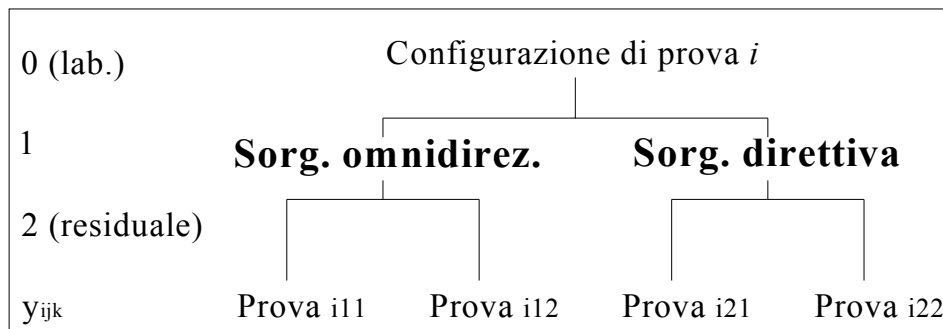 0 (lab.) Configurazione di prova i
1 Sorg. omnidirez. Sorg. direttiva
2 (residuale)
yijk Prova i11 Prova i12 Prova i21 Prova i22